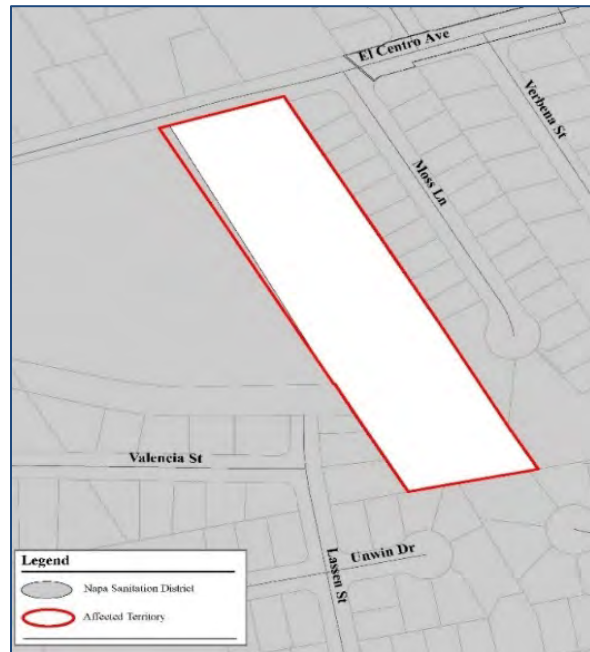 El Centro Ave
Verbena St
Moss Ln
Valencia St
Unwin Dr
Lassen St
Legend
Napa Sanitation District
Affected Territory